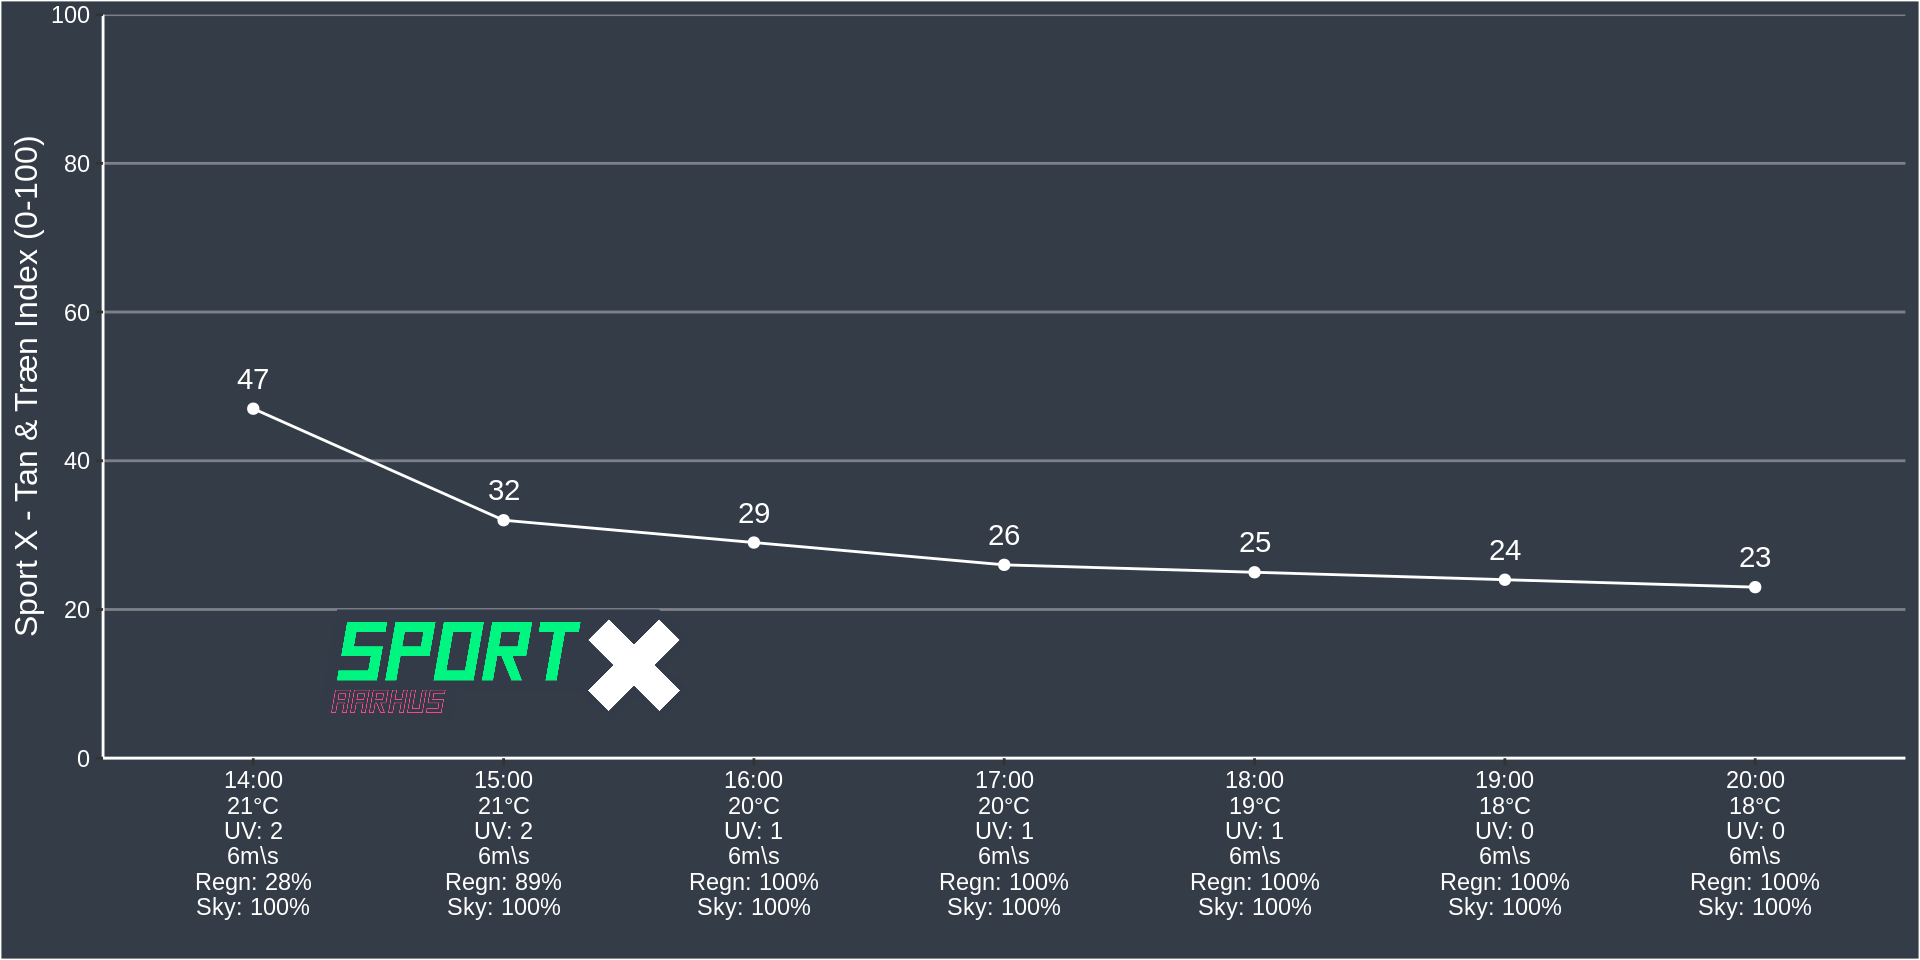 Sport X - Tan & Træn Index (0-100)
100
80
60
40
20
0
47
32
29
26
25
24
23
SPORT X
AARHUS
14:00
21°C
UV: 2
6m\s
Regn: 28%
Sky: 100%
15:00
21°C
UV: 2
6m\s
Regn: 89%
Sky: 100%
16:00
20°C
UV: 1
6m\s
Regn: 100%
Sky: 100%
17:00
20°C
UV: 1
6m\s
Regn: 100%
Sky: 100%
18:00
19°C
UV: 1
6m\s
Regn: 100%
Sky: 100%
19:00
18°C
UV: 0
6m\s
Regn: 100%
Sky: 100%
20:00
18°C
UV: 0
6m\s
Regn: 100%
Sky: 100%